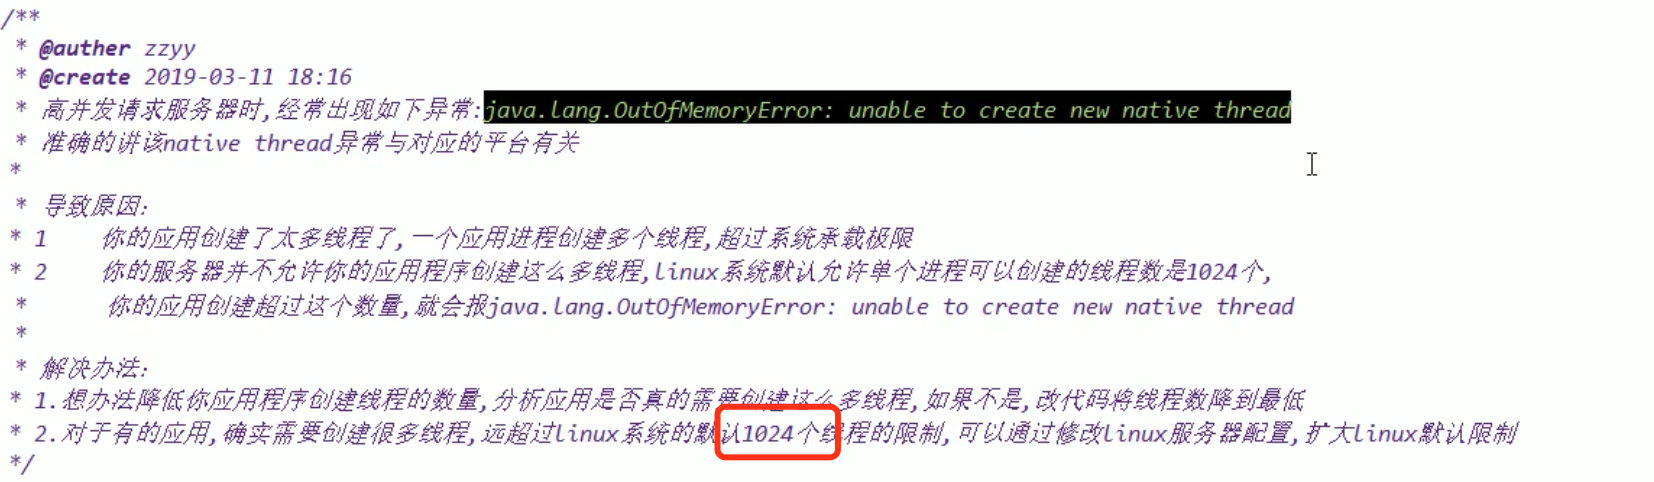 /**
* @auther zzyy
* @create 2019-03-11 18:16
* 高并发请求服务器时,经常出现如下异常:java.lang.OutOfMemoryError: unable to create new native thread
* 准确的讲该native thread异常与对应的平台有关
*
* 导致原因:
* 1 你的应用创建了太多线程了,一个应用进程创建多个线程,超过系统承载极限
* 2 你的服务器并不允许你的应用程序创建这么多线程,linux系统默认允许单个进程可以创建的线程数是1024个,
* 你的应用创建超过这个数量,就会报java.lang.OutOfMemoryError: unable to create new native thread
*
* 解决办法:
* 1.想办法降低你应用程序创建线程的数量,分析应用是否真的需要创建这么多线程,如果不是,改代码将线程数降到最低
* 2.对于有的应用,确实需要创建很多线程,远超过linux系统的默认1024个线程的限制,可以通过修改linux服务器配置,扩大linux默认限制
*/